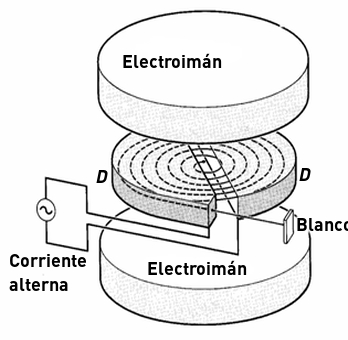 Electroimán
D
D
Blanco
Corriente
alterna
Electroimán